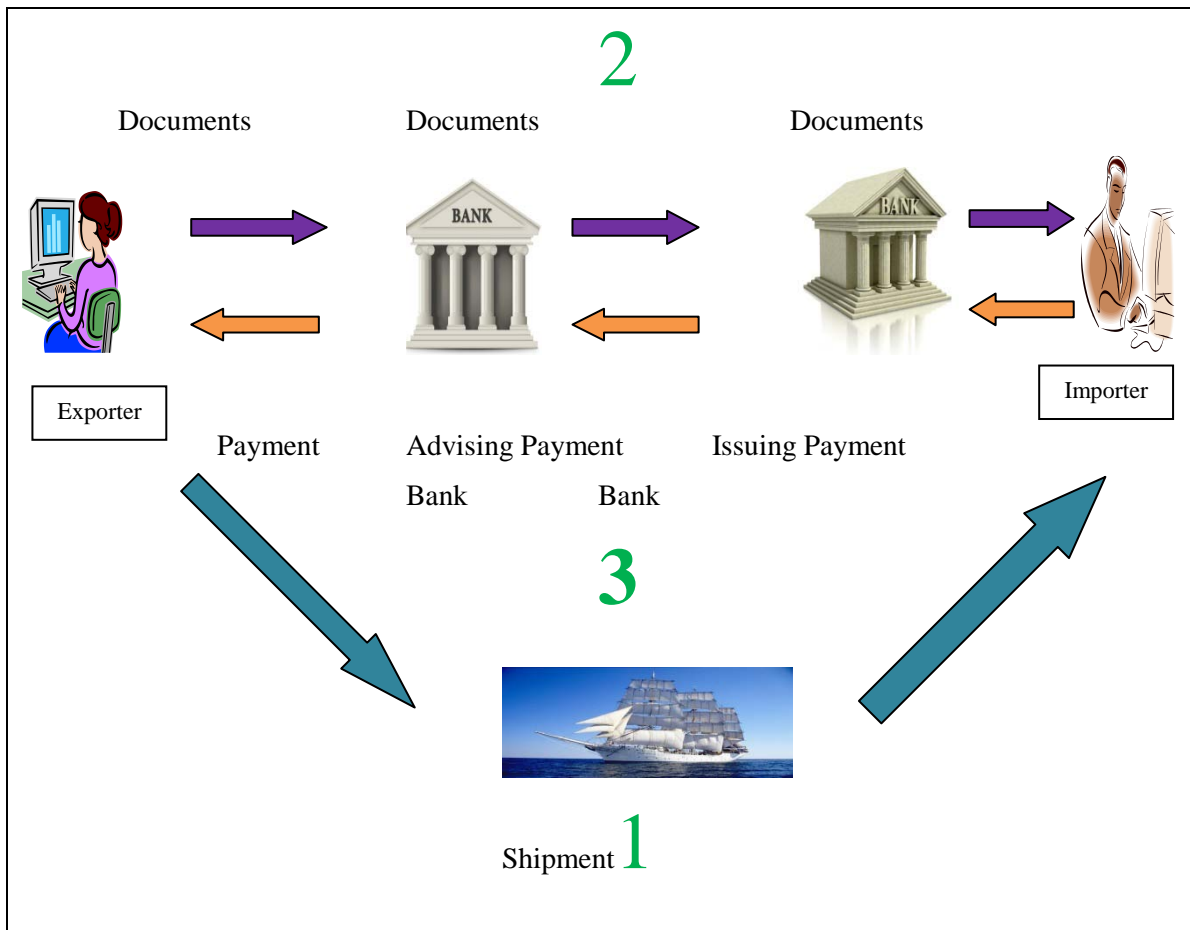 2
Documents Documents Documents
BANK
BANK
Exporter
Importer
Payment Advising Payment Issuing Payment
Bank Bank
3
Shipment 1